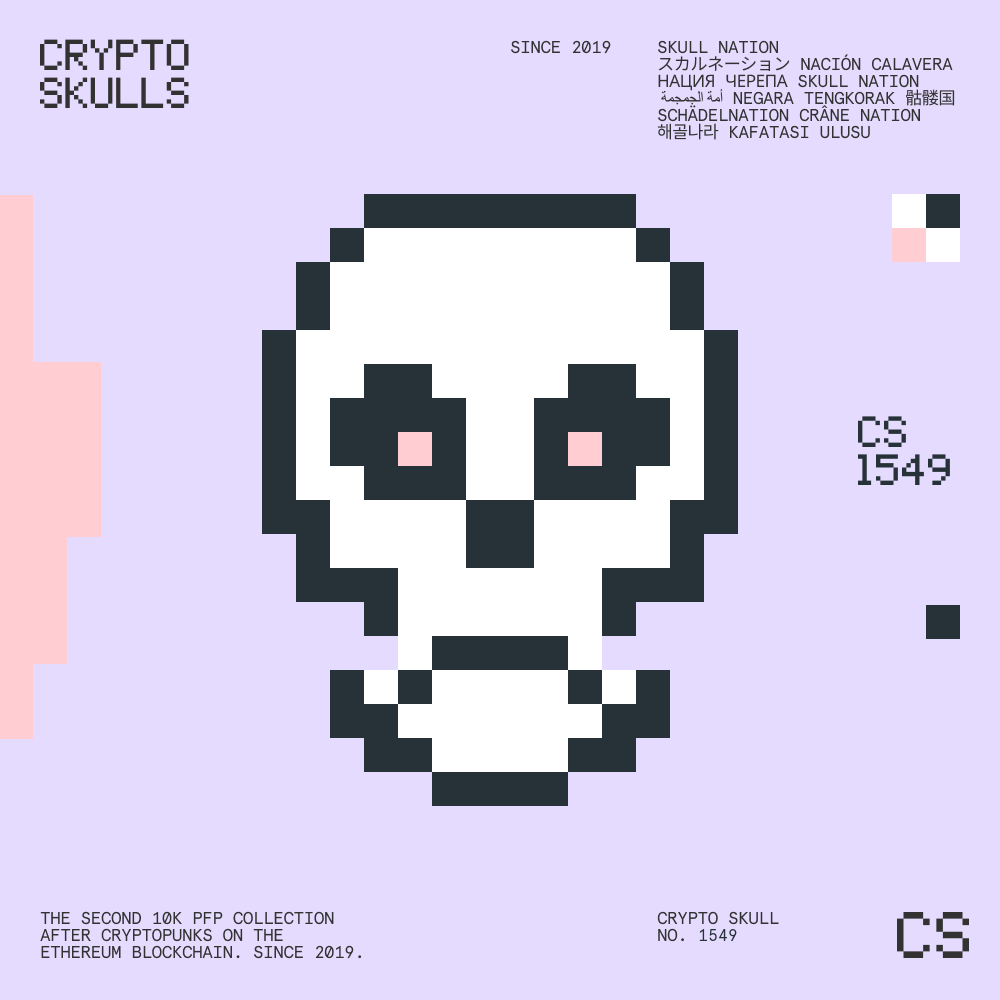 CRYPTO
SKULLS
SINCE 2019
SKULL NATION
スカルネーション NACIÓN CALAVERA
НАЦИЯ ЧЕРЕПА SKULL NATION
أمة الجمجمة NEGARA TENGKORAK 骷髅国
SCHÄDELNATION CRÂNE NATION
해골나라 KAFATASI ULUSU
CS
1549
THE SECOND 10K PFP COLLECTION
AFTER CRYPTOPUNKS ON THE
ETHEREUM BLOCKCHAIN. SINCE 2019.
CRYPTO SKULL
NO. 1549
CS